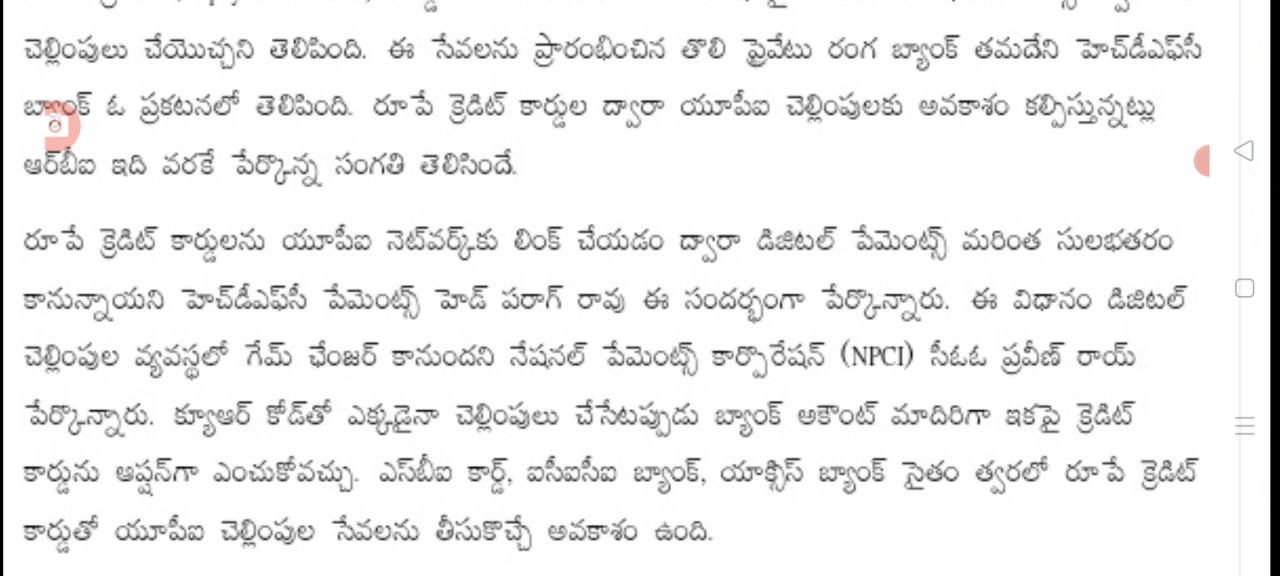 చెల్లింపులు చేయొచ్చని తెలిపింది. ఈ సేవలను ప్రారంభించిన తొలి ప్రైవేటు రంగ బ్యాంక్ తమదేని హెచ్‌డీఎఫ్‌సీ
బ్యాంక్ ఓ ప్రకటనలో తెలిపింది. రూపే క్రెడిట్ కార్డుల ద్వారా యూపీఐ చెల్లింపులకు అవకాశం కల్పిస్తున్నట్లు
ఆర్‌బీఐ ఇది వరకే పేర్కొన్న సంగతి తెలిసిందే.
రూపే క్రెడిట్ కార్డులను యూపీఐ నెట్‌వర్క్‌కు లింక్ చేయడం ద్వారా డిజిటల్ పేమెంట్స్ మరింత సులభతరం
కానున్నాయని హెచ్‌డీఎఫ్‌సీ పేమెంట్స్ హెడ్ పరాగ్ రావు ఈ సందర్భంగా పేర్కొన్నారు. ఈ విధానం డిజిటల్
చెల్లింపుల వ్యవస్థలో గేమ్ ఛేంజర్ కానుందని నేషనల్ పేమెంట్స్ కార్పొరేషన్ (NPCI) సీఓఓ ప్రవీణ్ రాయ్
పేర్కొన్నారు. క్యూఆర్ కోడ్‌తో ఎక్కడైనా చెల్లింపులు చేసేటప్పుడు బ్యాంక్ అకౌంట్ మాదిరిగా ఇకపై క్రెడిట్
కార్డును ఆప్షన్‌గా ఎంచుకోవచ్చు. ఎస్‌బీఐ కార్డ్, ఐసీఐసీఐ బ్యాంక్, యాక్సిస్ బ్యాంక్ సైతం త్వరలో రూపే క్రెడిట్
కార్డుతో యూపీఐ చెల్లింపుల సేవలను తీసుకొచ్చే అవకాశం ఉంది.